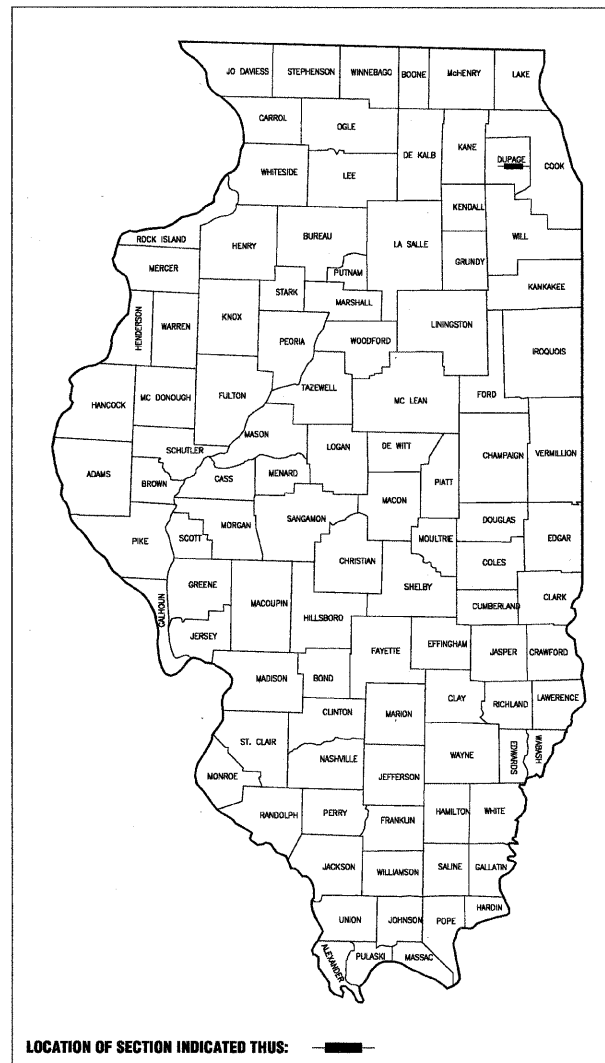 JO DAVIESS
STEPHENSON
WINNEBAGO
BOONE
McHENRY
LAKE
CARROL
OGLE
DE KALB
KANE
DUPAGE
COOK
WHITESIDE
LEE
KENDALL
WILL
ROCK ISLAND
HENRY
BUREAU
LA SALLE
GRUNDY
MERCER
PUTNAM
KANKAKEE
STARK
MARSHALL
HENDERSON
WARREN
KNOX
PEORIA
WOODFORD
LININGSTON
IROQUOIS
HANCOCK
MC DONOUGH
FULTON
TAZEWELL
MC LEAN
FORD
MASON
SCHUTLER
LOGAN
DE WITT
CHAMPAIGN
VERMILLION
ADAMS
BROWN
CASS
MENARD
PIATT
MACON
PIKE
SCOTT
MORGAN
SANGAMON
MOULTRIE
DOUGLAS
EDGAR
CHRISTIAN
COLES
CALHOUN
GREENE
SHELBY
CUMBERLAND
CLARK
MACOUPIN
HILLSBORO
JERSEY
FAYETTE
EFFINGHAM
JASPER
CRAWFORD
MADISON
BOND
CLAY
RICHLAND
LAWERENCE
CLINTON
MARION
ST. CLAIR
WAYNE
EDWARDS
WABASH
NASHVILLE
MONROE
JEFFERSON
RANDOLPH
PERRY
HAMILTON
WHITE
FRANKLIN
JACKSON
WILLIAMSON
SALINE
GALLATIN
HARDIN
UNION
JOHNSON
POPE
ALEXANDER
PULASKI
MASSAC
LOCATION OF SECTION INDICATED THUS: